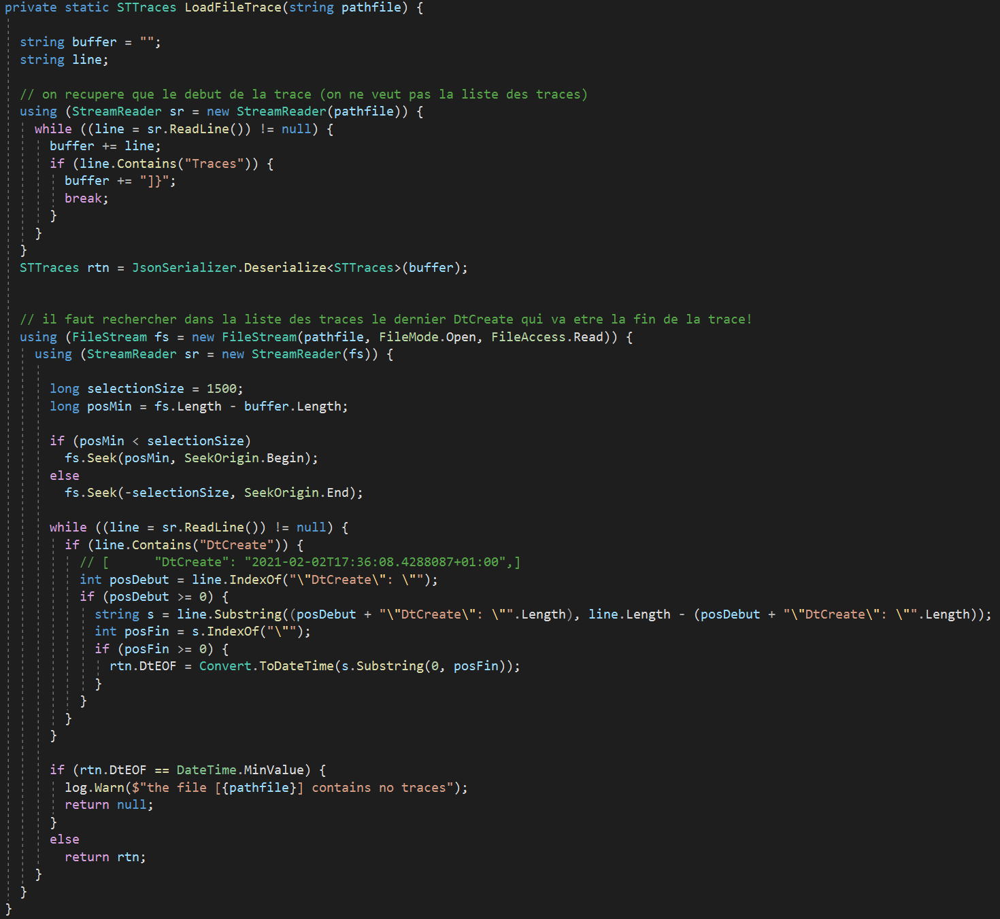 private static STTraces LoadFileTrace(string pathfile) {
string buffer = "";
string line;
// on recupere que le debut de la trace (on ne veut pas la liste des traces)
using (StreamReader sr = new StreamReader(pathfile)) {
while ((line = sr.ReadLine()) != null) {
buffer += line;
if (line.Contains("Traces")) {
buffer += "]}";
break;
}
}
}
STTraces rtn = JsonSerializer.Deserialize<STTraces>(buffer);
// il faut rechercher dans la liste des traces le dernier DtCreate qui va etre la fin de la trace!
using (FileStream fs = new FileStream(pathfile, FileMode.Open, FileAccess.Read)) {
using (StreamReader sr = new StreamReader(fs)) {
long selectionSize = 1500;
long posMin = fs.Length - buffer.Length;
if (posMin < selectionSize)
fs.Seek(posMin, SeekOrigin.Begin);
else
fs.Seek(-selectionSize, SeekOrigin.End);
while ((line = sr.ReadLine()) != null) {
if (line.Contains("DtCreate")) {
// [      "DtCreate": "2021-02-02T17:36:08.4288087+01:00",]
int posDebut = line.IndexOf("\"DtCreate\": \"");
if (posDebut >= 0) {
string s = line.Substring((posDebut + "\"DtCreate\": \"".Length), line.Length - (posDebut + "\"DtCreate\": \"".Length));
int posFin = s.IndexOf("\"");
if (posFin >= 0) {
rtn.DtEOF = Convert.ToDateTime(s.Substring(0, posFin));
}
}
}
}
if (rtn.DtEOF == DateTime.MinValue) {
log.Warn($"the file [{pathfile}] contains no traces");
return null;
}
else
return rtn;
}
}
}